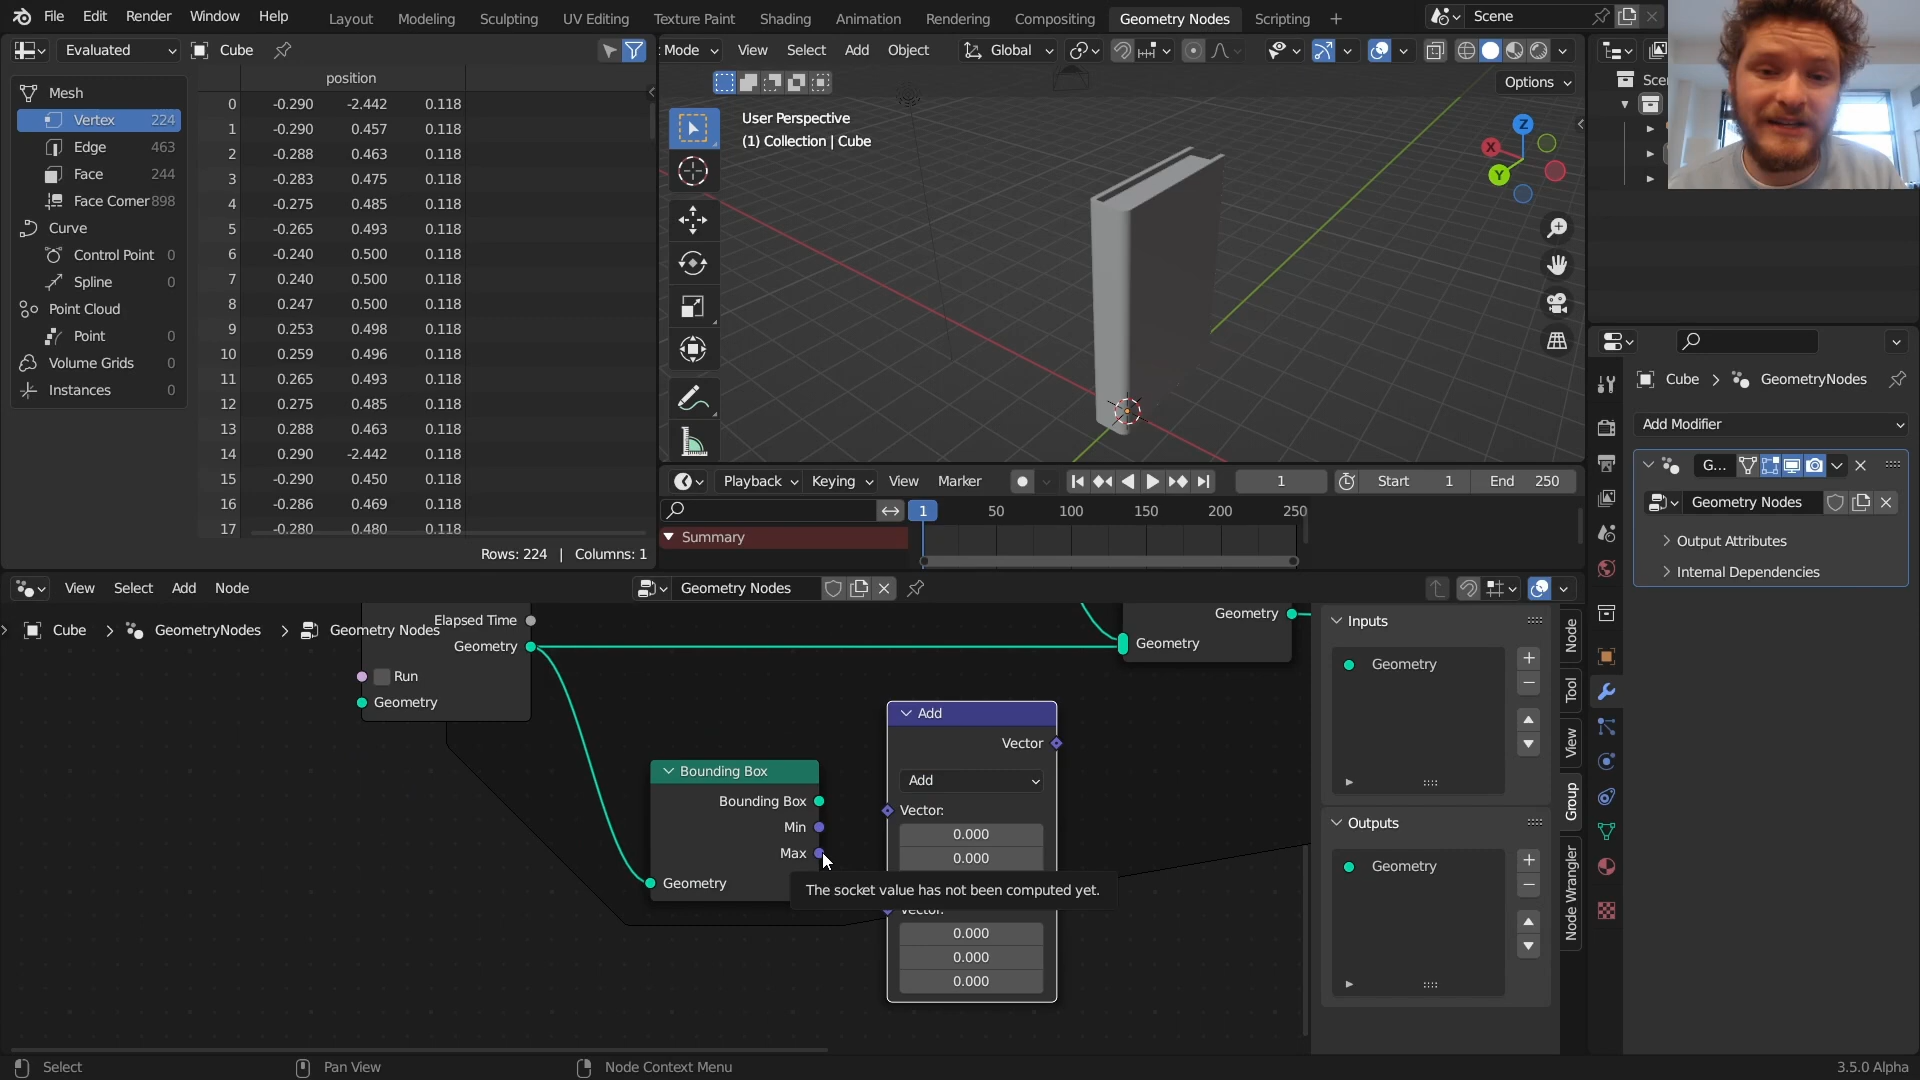 File Edit Render Window Help Layout Modeling Sculpting UV Editing Texture Paint Shading Animation Rendering Compositing Geometry Nodes Scripting + Scene
Evaluated Cube
Mode View Select Add Object Global
Options
position
Mesh
Vertex 224
Edge 463
Face 244
Face Corner 898
Curve
Control Point 0
Spline 0
Point Cloud
Point 0
Volume Grids 0
Instances 0
0 -0.290 -2.442 0.118
1 -0.290 0.457 0.118
2 -0.288 0.463 0.118
3 -0.283 0.475 0.118
4 -0.275 0.485 0.118
5 -0.265 0.493 0.118
6 -0.240 0.500 0.118
7 0.240 0.500 0.118
8 0.247 0.500 0.118
9 0.253 0.498 0.118
10 0.259 0.496 0.118
11 0.265 0.493 0.118
12 0.275 0.485 0.118
13 0.288 0.463 0.118
14 0.290 -2.442 0.118
15 -0.290 0.450 0.118
16 -0.286 0.469 0.118
17 -0.280 0.480 0.118
Rows: 224 | Columns: 1
User Perspective
(1) Collection | Cube
Z
X
Y
Playback Keying View Marker 1 Start 1 End 250
1 50 100 150 200 250
Summary
Cube > GeometryNodes
Add Modifier
G...
Geometry Nodes
Output Attributes
Internal Dependencies
View Select Add Node Geometry Nodes
Cube > GeometryNodes > Geometry Nodes
Elapsed Time
Geometry
Run
Geometry
Geometry
Geometry
Bounding Box
Bounding Box
Min
Max
Geometry
Add
Vector
Add
Vector:
0.000
0.000
The socket value has not been computed yet.
Vector:
0.000
0.000
0.000
Inputs
Geometry
Outputs
Geometry
Node
Tool
View
Group
Node Wrangler
Select Pan View Node Context Menu 3.5.0 Alpha